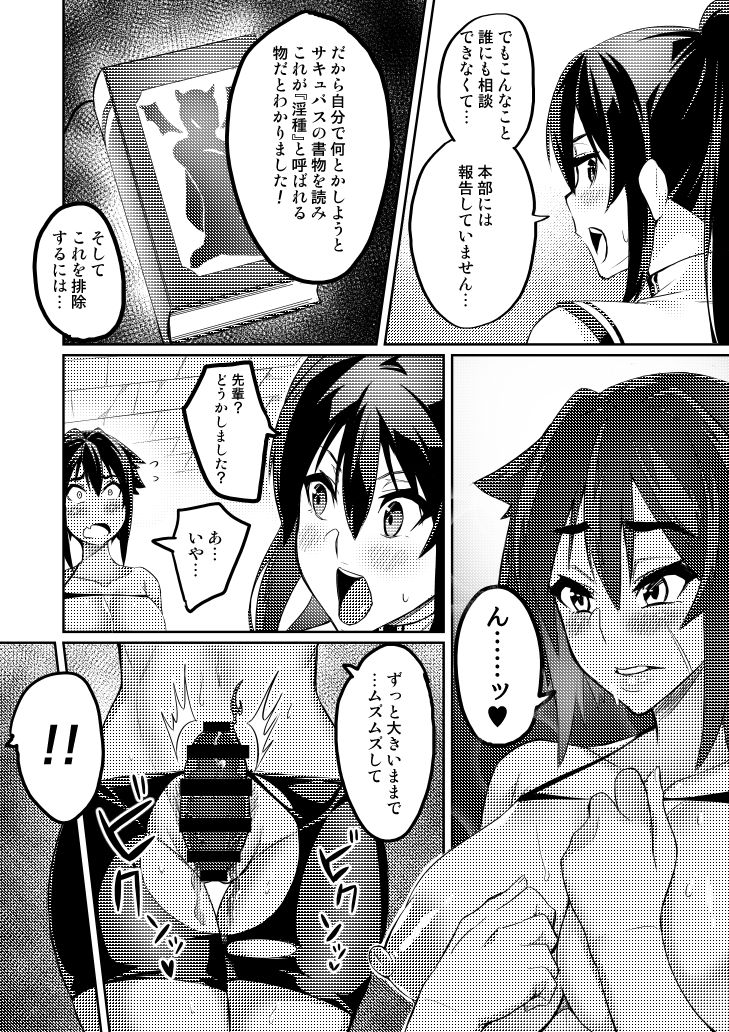 でもこんなこと
誰にも相談
できなくて…
本部には
報告していません…
だから自分で何とかしようと
サキュバスの書物を読み
これが『淫種』と呼ばれる
物だとわかりました！
そして
これを排除
するには…
ん……ッ♥
先輩？
どうかしました？
あ…
いや…
ずっと大きいままで
…ムズムズして
ビクンッ♥
ビクンッ♥
!!